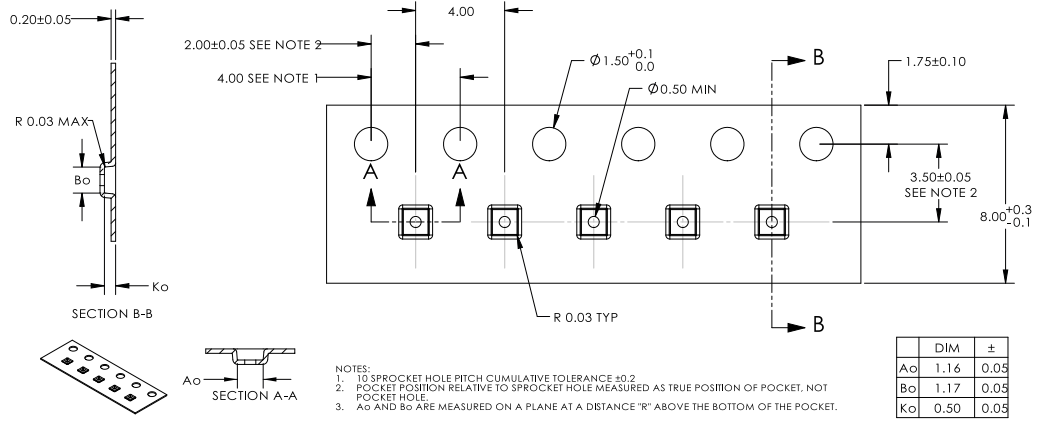 0.20±0.05
4.00
2.00±0.05 SEE NOTE 2
4.00 SEE NOTE 1
Ø1.50 +0.1 0.0
Ø0.50 MIN
B
1.75±0.10
R 0.03 MAX
Bo
A A
3.50±0.05
SEE NOTE 2
8.00 +0.3 -0.1
Ko
SECTION B-B
R 0.03 TYP
B
Ao
SECTION A-A
NOTES:
1. 10 SPROCKET HOLE PITCH CUMULATIVE TOLERANCE ±0.2
2. POCKET POSITION RELATIVE TO SPROCKET HOLE MEASURED AS TRUE POSITION OF POCKET, NOT
POCKET HOLE.
3. Ao AND Bo ARE MEASURED ON A PLANE AT A DISTANCE "R" ABOVE THE BOTTOM OF THE POCKET.
DIM ±
Ao 1.16 0.05
Bo 1.17 0.05
Ko 0.50 0.05